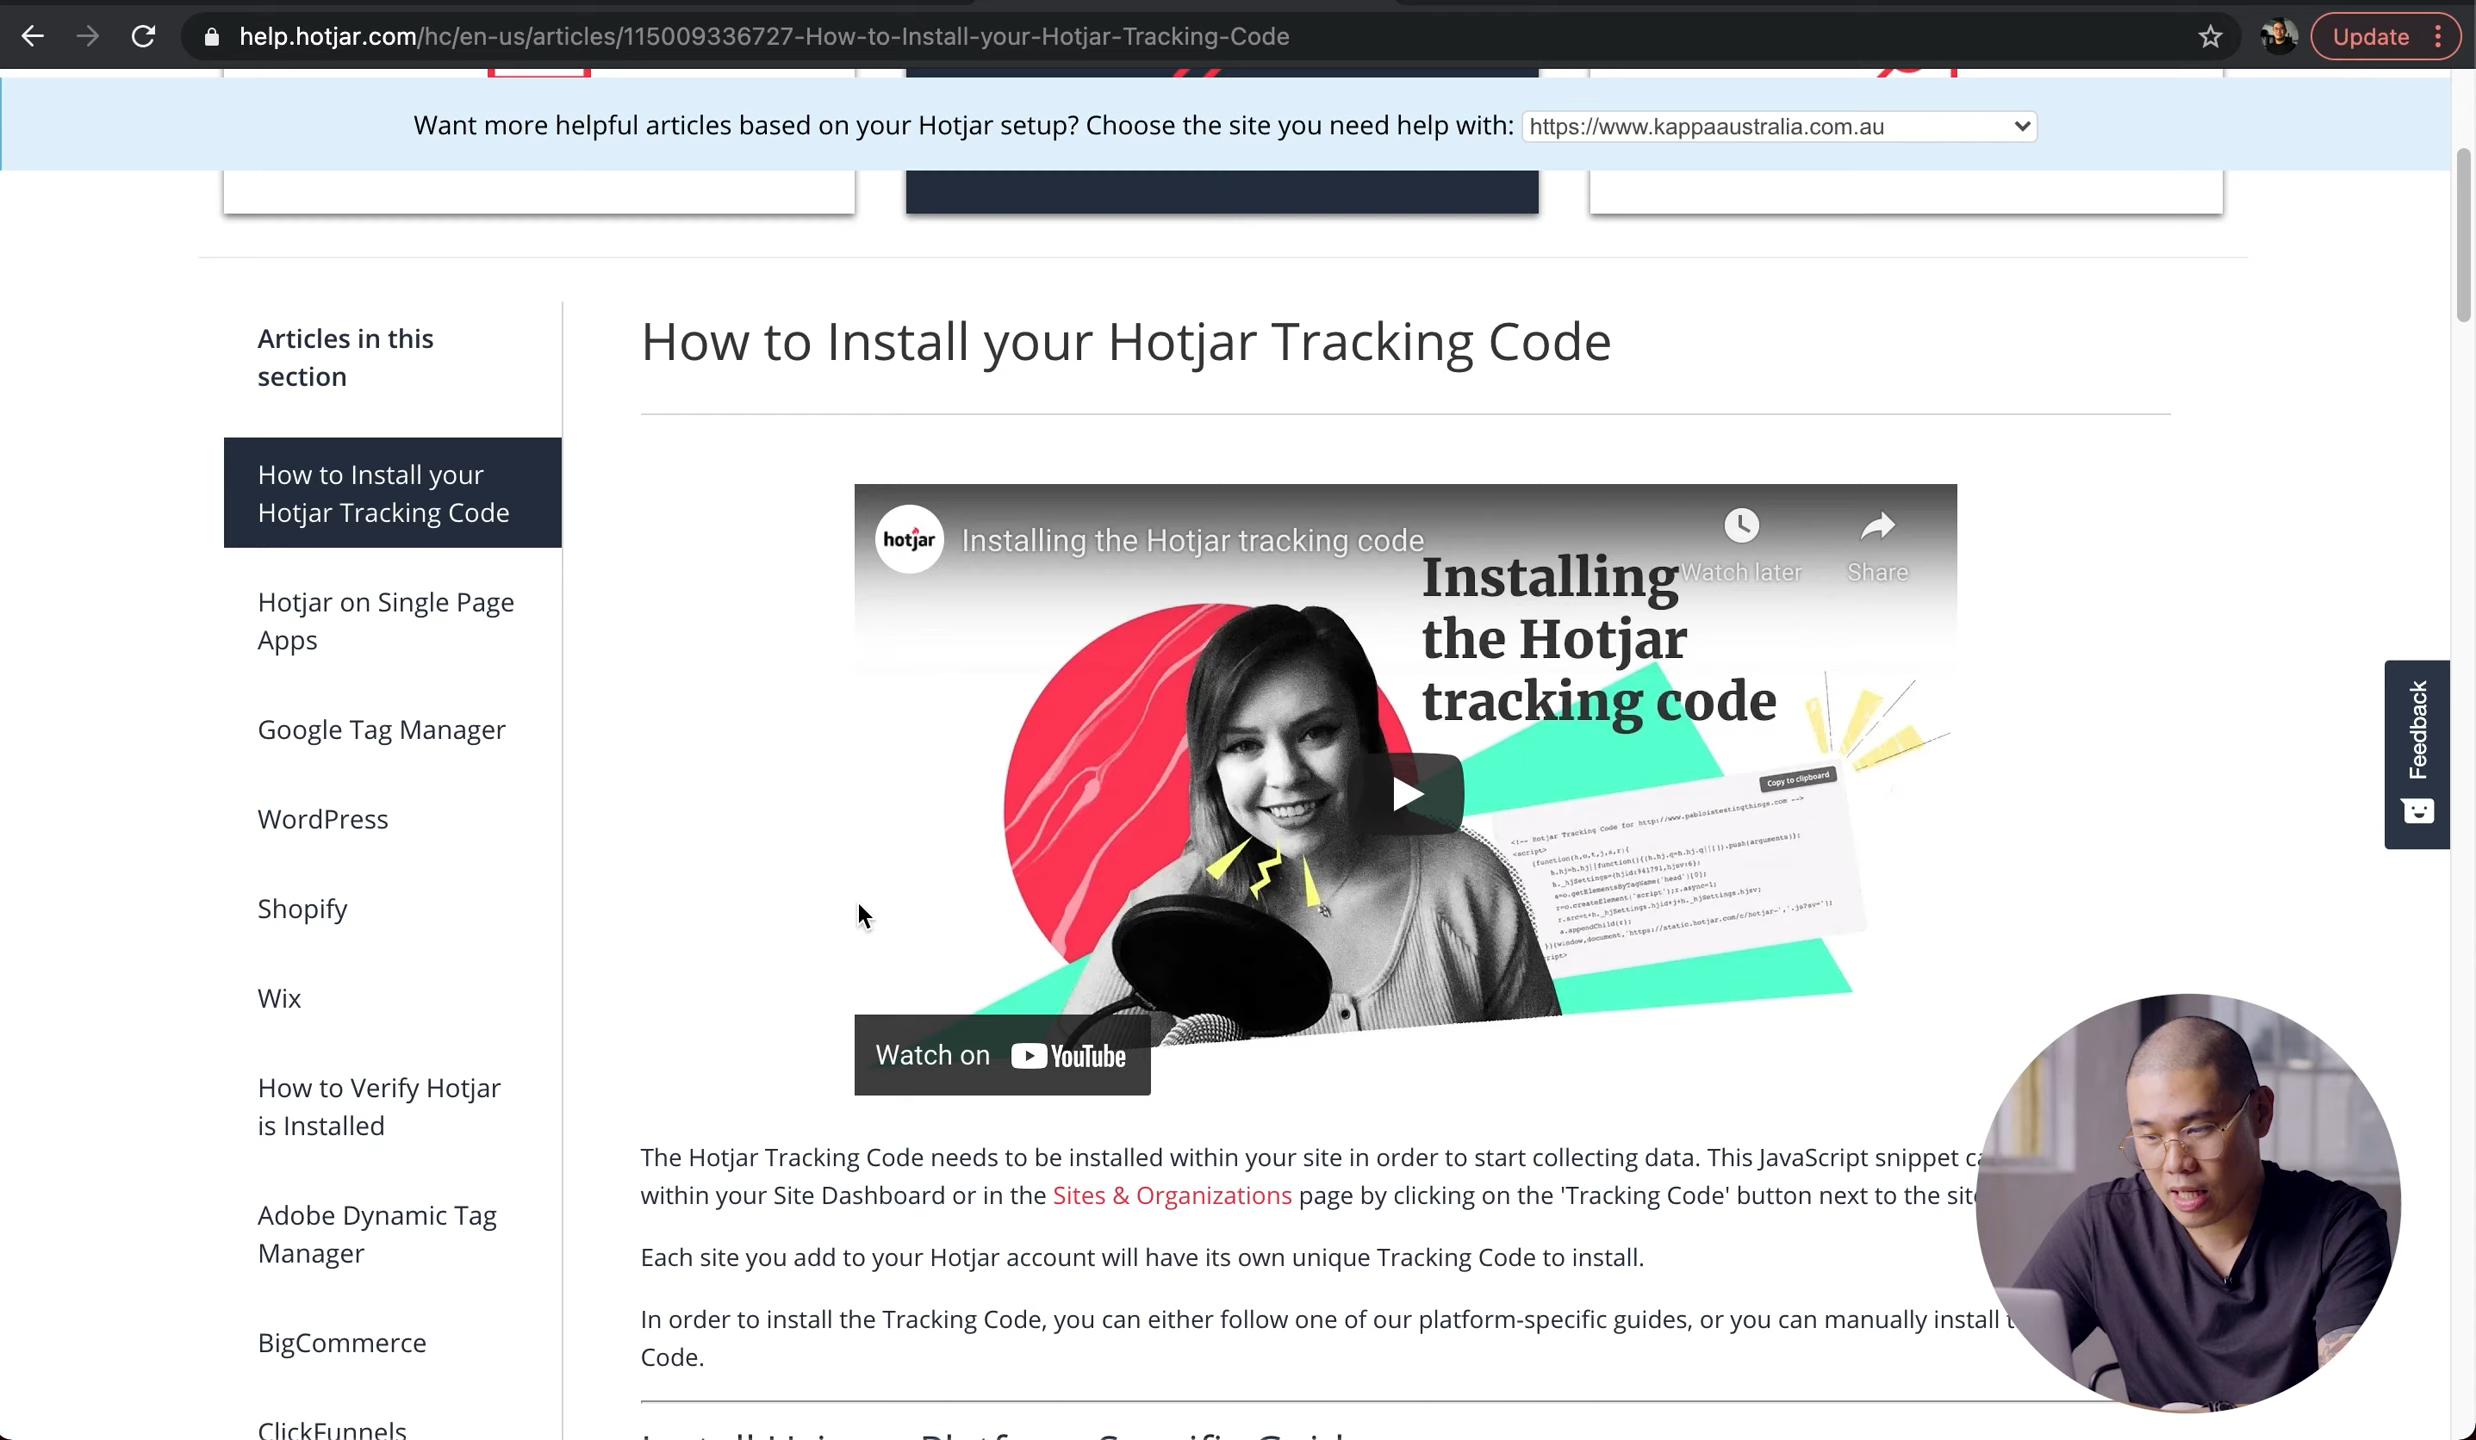 help.hotjar.com/hc/en-us/articles/115009336727-How-to-Install-your-Hotjar-Tracking-Code
Update
Want more helpful articles based on your Hotjar setup? Choose the site you need help with: https://www.kappaaustralia.com.au
Articles in this
section
How to Install your
Hotjar Tracking Code
Hotjar on Single Page
Apps
Google Tag Manager
WordPress
Shopify
Wix
How to Verify Hotjar
is Installed
Adobe Dynamic Tag
Manager
BigCommerce
ClickFunnels
How to Install your Hotjar Tracking Code
hotjar
Installing the Hotjar tracking code
Watch later
Share
Installing
the Hotjar
tracking code
Copy to clipboard
<!-- Hotjar Tracking Code for http://www.pabloistestingthings.com -->
<script>
Watch on YouTube
The Hotjar Tracking Code needs to be installed within your site in order to start collecting data. This JavaScript snippet
within your Site Dashboard or in the Sites & Organizations page by clicking on the 'Tracking Code' button next to the
Each site you add to your Hotjar account will have its own unique Tracking Code to install.
In order to install the Tracking Code, you can either follow one of our platform-specific guides, or you can manually install
Code.
Feedback